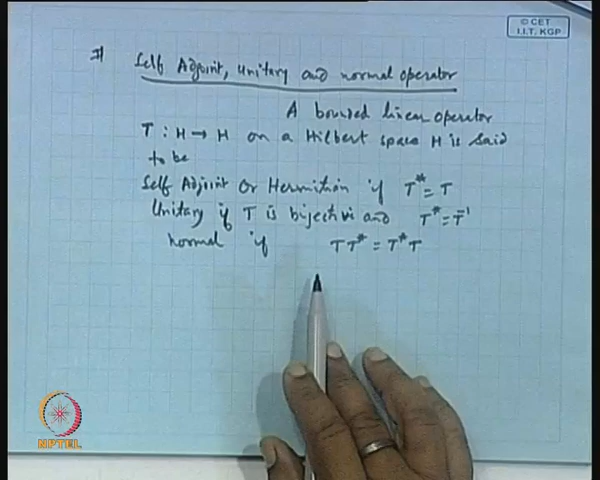 © CET
I.I.T. KGP
Self Adjoint, Unitary and normal operator
A bounded linear operator
T : H → H on a Hilbert space H is said
to be
Self Adjoint or Hermition if T* = T
Unitary if T is bijective and T* = T⁻¹
normal if TT* = T*T
NPTEL